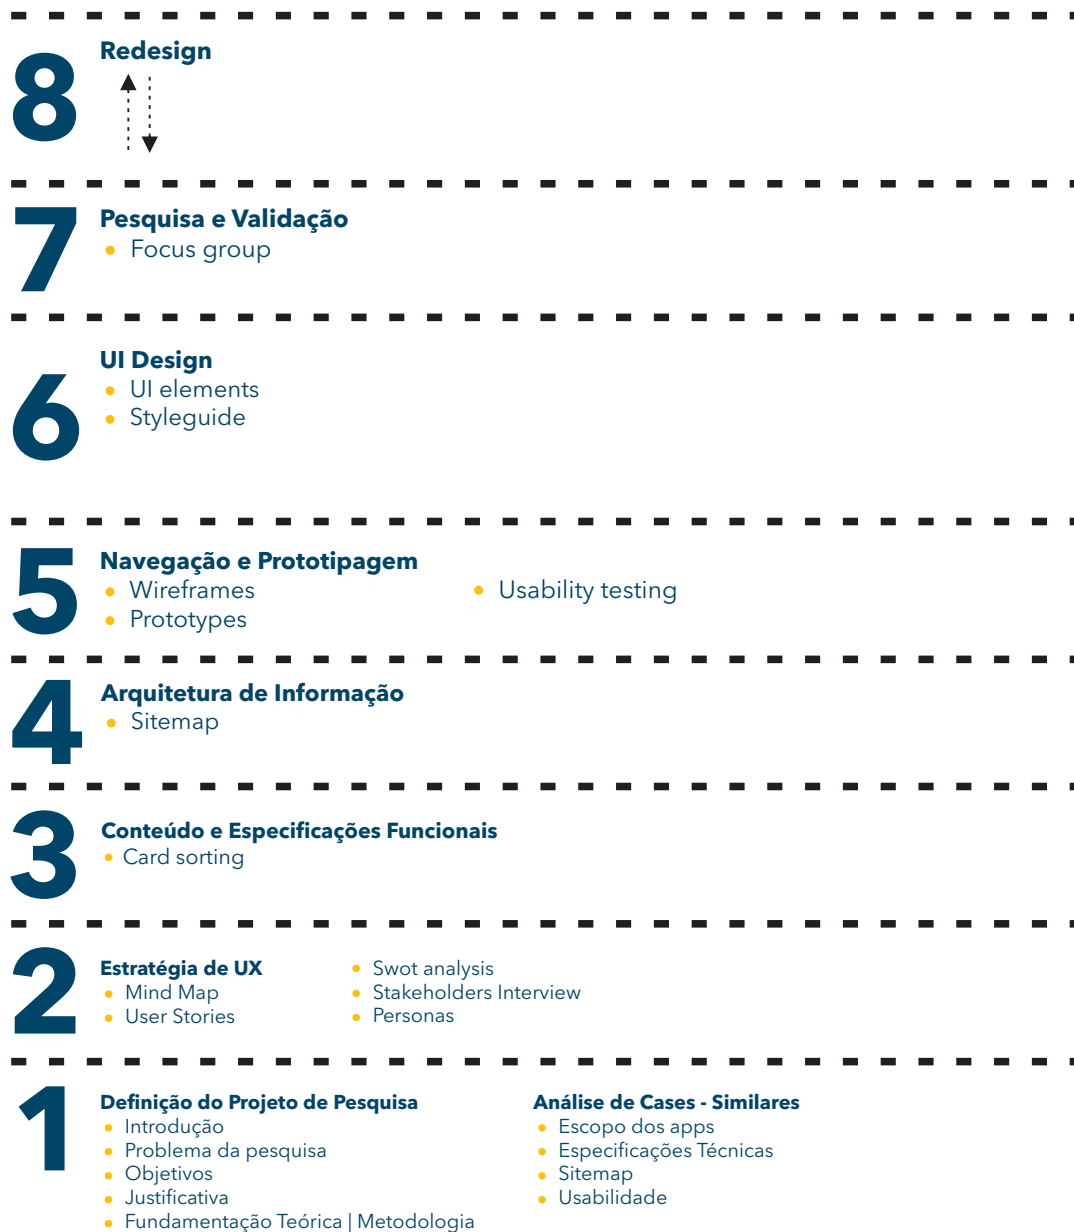 8
Redesign
7
Pesquisa e Validação
Focus group
6
UI Design
UI elements
Styleguide
5
Navegação e Prototipagem
Wireframes
Prototypes
Usability testing
4
Arquitetura de Informação
Sitemap
3
Conteúdo e Especificações Funcionais
Card sorting
2
Estratégia de UX
Mind Map
User Stories
Swot analysis
Stakeholders Interview
Personas
1
Definição do Projeto de Pesquisa
Introdução
Problema da pesquisa
Objetivos
Justificativa
Fundamentação Teórica | Metodologia
Análise de Cases - Similares
Escopo dos apps
Especificações Técnicas
Sitemap
Usabilidade